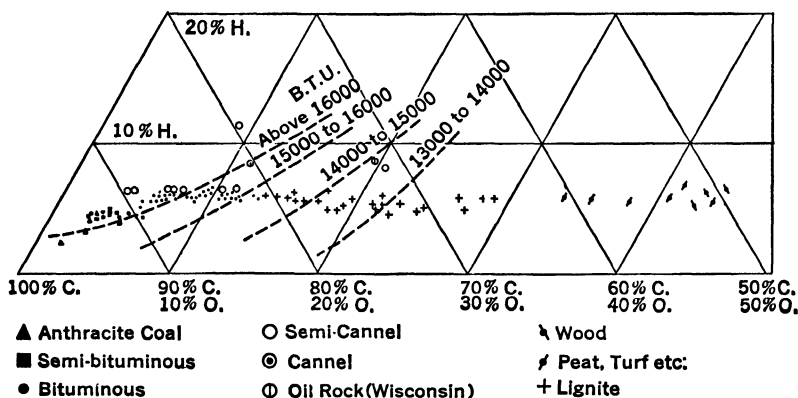 20% H.
B.T.U.
Above 16000
15000 to 16000
14000 to 15000
13000 to 14000
10% H.
100% C. 90% C. 80% C. 70% C. 60% C. 50% C.
10% O. 20% O. 30% O. 40% O. 50% O.
Anthracite Coal Semi-Cannel Wood
Semi-bituminous Cannel Peat, Turf etc:
Bituminous Oil Rock (Wisconsin) Lignite